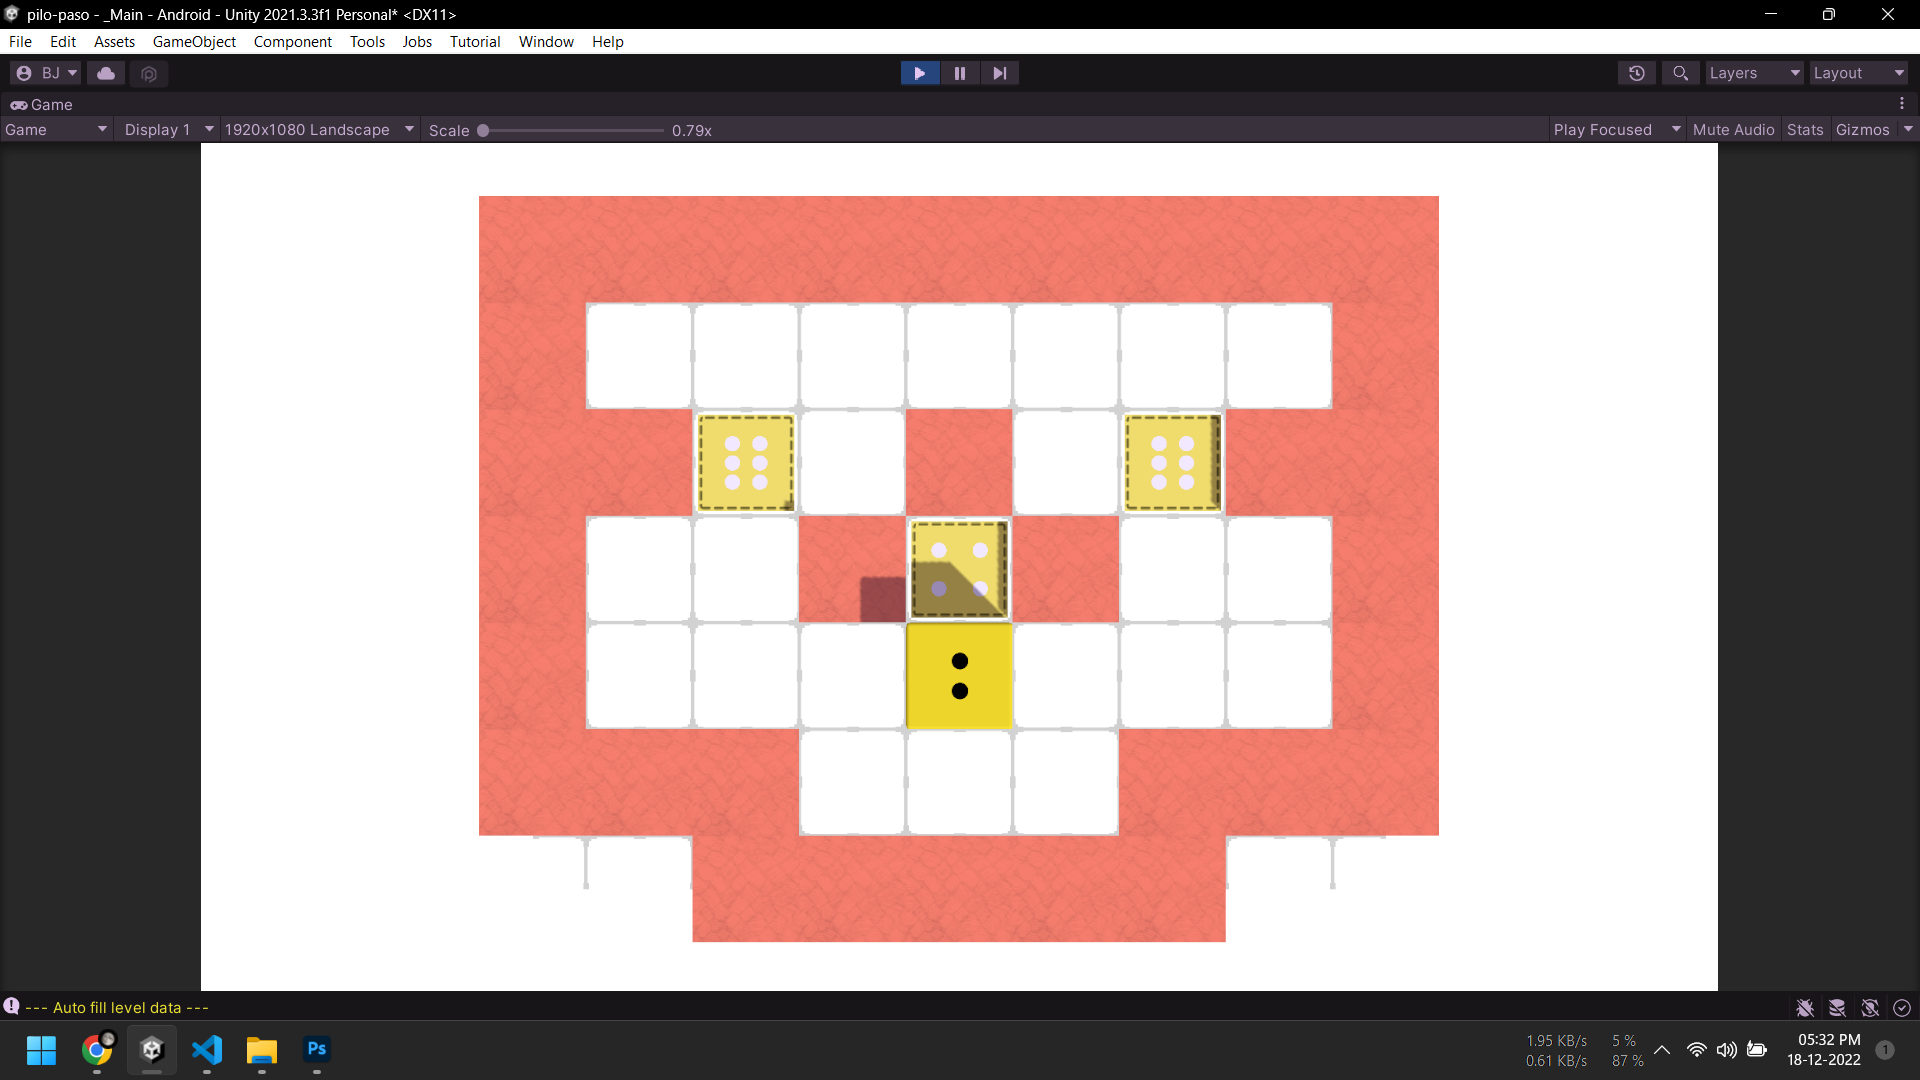 pilo-paso - _Main - Android - Unity 2021.3.3f1 Personal* <DX11>
File Edit Assets GameObject Component Tools Jobs Tutorial Window Help
BJ Layers Layout
Game
Game Display 1 1920x1080 Landscape Scale 0.79x Play Focused Mute Audio Stats Gizmos
--- Auto fill level data ---
Ps
1.95 KB/s 5 % 05:32 PM
0.61 KB/s 87 % 18-12-2022
1